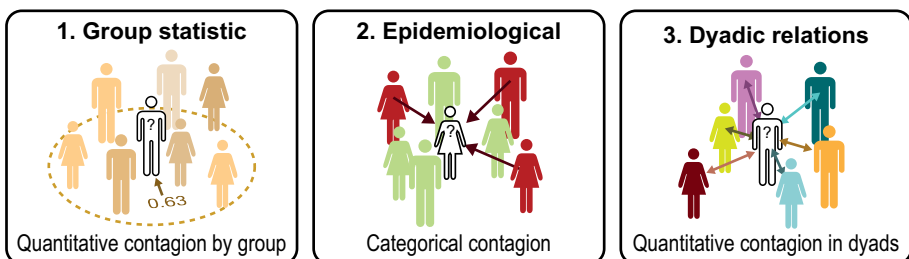 1. Group statistic
?
0.63
Quantitative contagion by group
2. Epidemiological
?
Categorical contagion
3. Dyadic relations
?
Quantitative contagion in dyads